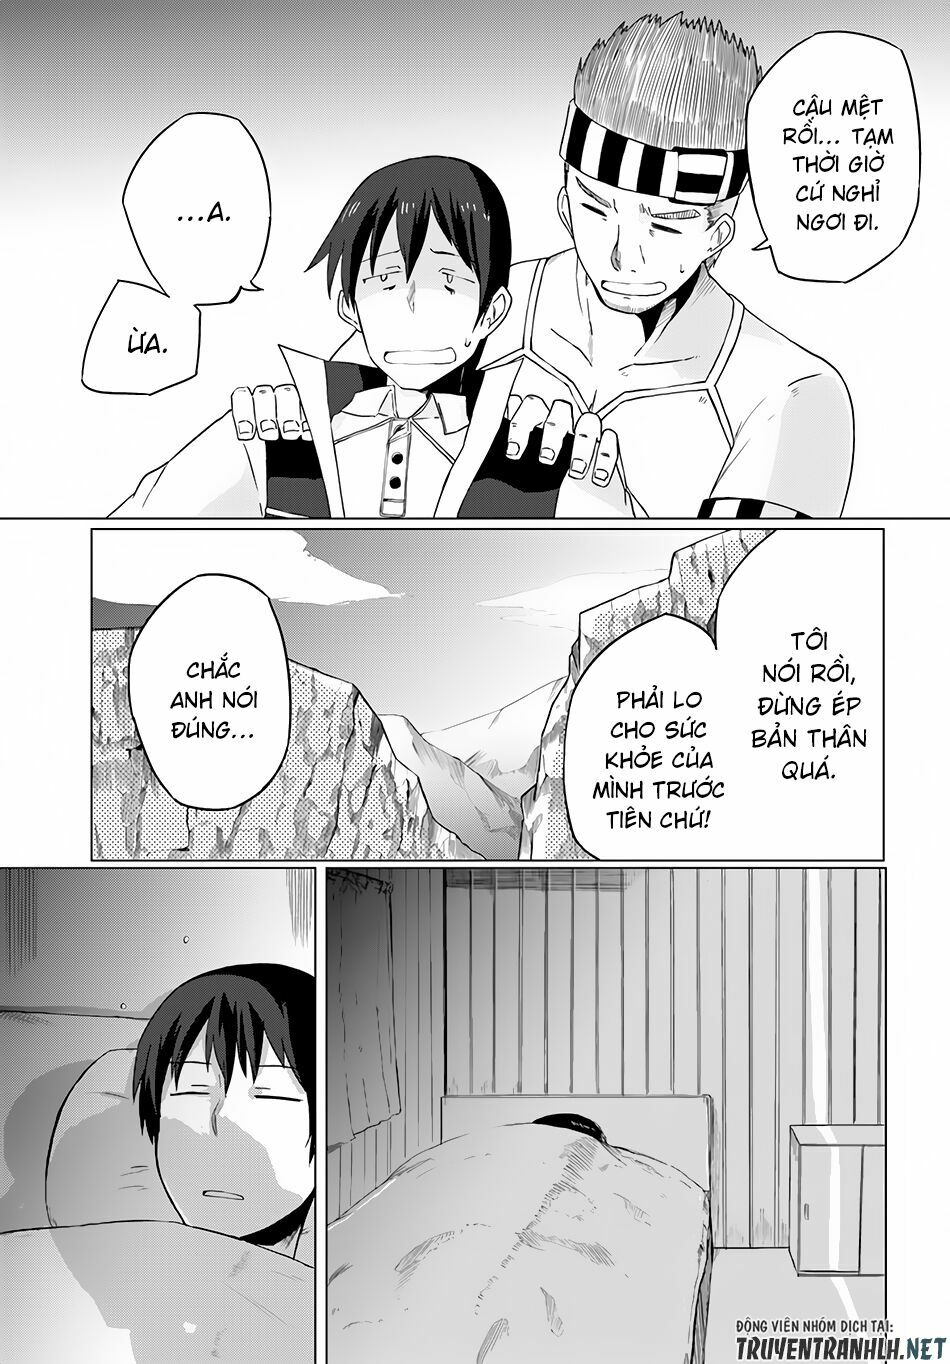 CẬU MỆT
RỒI... TẠM
THỜI GIỜ
CỨ NGHỈ
NGƠI ĐI.
...A.
ỪA.
TÔI
NÓI RỒI,
ĐỪNG ÉP
BẢN THÂN
QUÁ.
PHẢI LO
CHO SỨC
KHỎE CỦA
MÌNH TRƯỚC
TIÊN CHỨ!
CHẮC
ANH NÓI
ĐÚNG...
ĐỘNG VIÊN NHÓM DỊCH TẠI:
TRUYENTRANHLH.NET